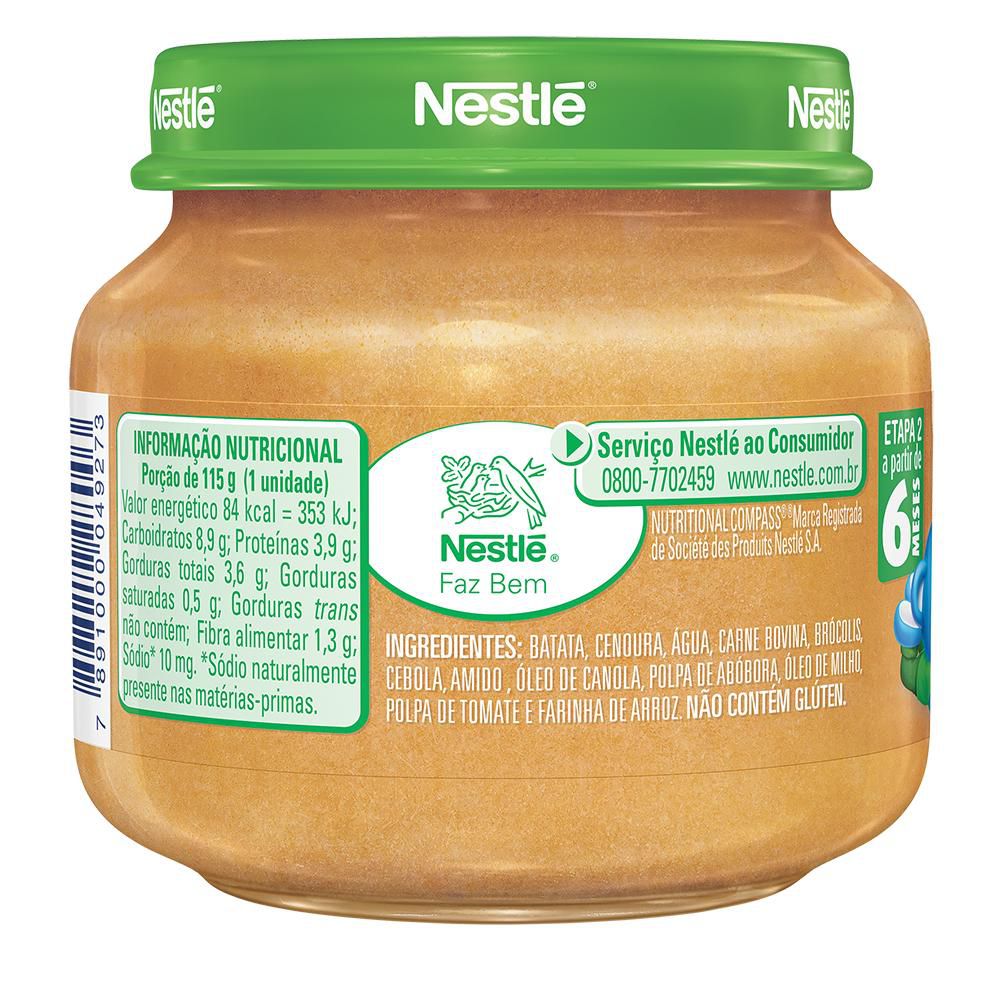 Nestlé®
Nestlé®
Nestlé
INFORMAÇÃO NUTRICIONAL
Porção de 115 g (1 unidade)
Valor energético 84 kcal = 353 kJ;
Carboidratos 8,9 g; Proteínas 3,9 g;
Gorduras totais 3,6 g; Gorduras
saturadas 0,5 g; Gorduras trans
não contém; Fibra alimentar 1,3 g;
Sódio* 10 mg. *Sódio naturalmente
presente nas matérias-primas.
7 891000 049273
Nestlé®
Faz Bem
Serviço Nestlé ao Consumidor
0800-7702459 www.nestle.com.br
NUTRITIONAL COMPASS® ®Marca Registrada
de Société des Produits Nestlé S.A.
INGREDIENTES: BATATA, CENOURA, ÁGUA, CARNE BOVINA, BRÓCOLIS,
CEBOLA, AMIDO , ÓLEO DE CANOLA, POLPA DE ABÓBORA, ÓLEO DE MILHO,
POLPA DE TOMATE E FARINHA DE ARROZ. NÃO CONTÉM GLÚTEN.
ETAPA 2
a partir de
6
MESES